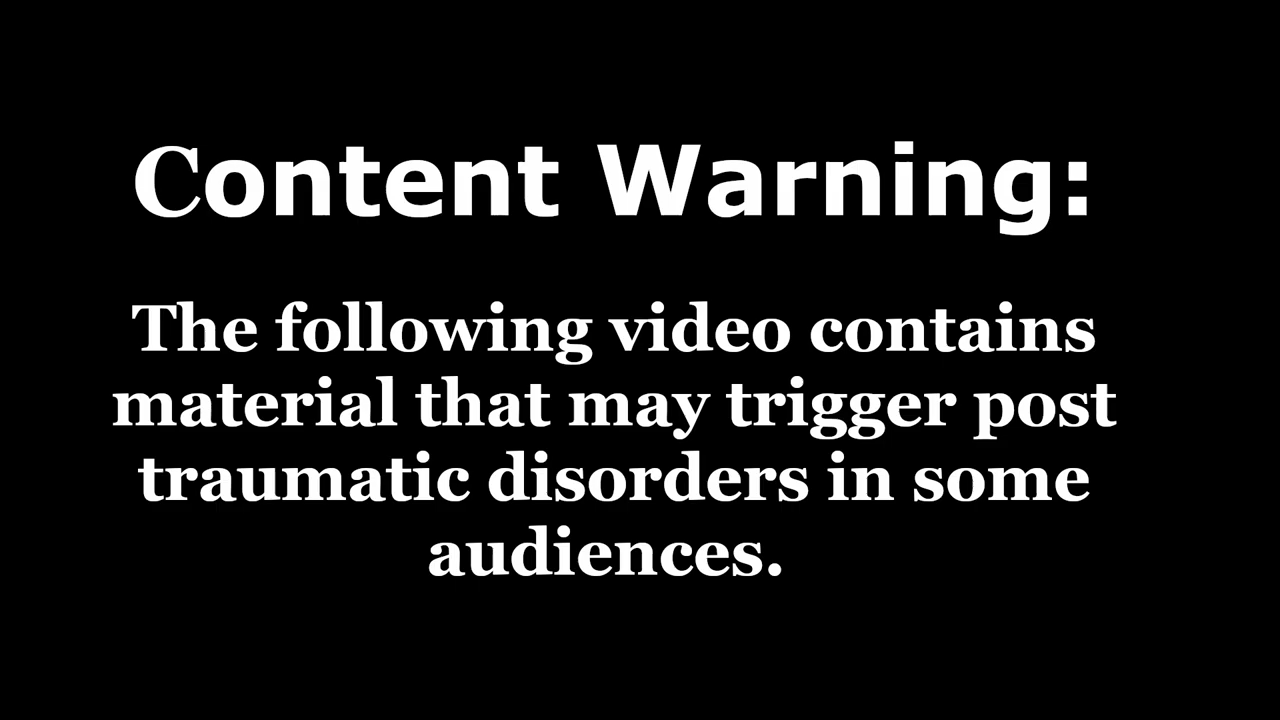 Content Warning:
The following video contains
material that may trigger post
traumatic disorders in some
audiences.